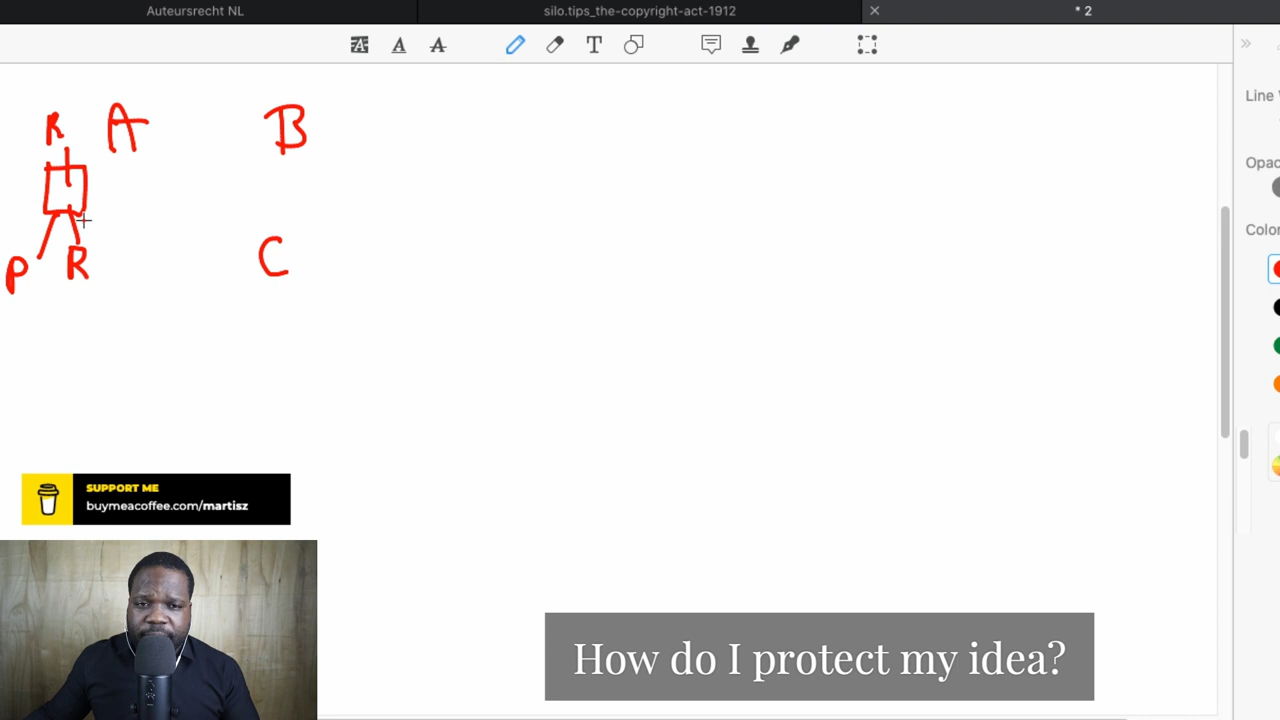 Auteursrecht NL
silo.tips_the-copyright-act-1912
* 2
Line
Opac
Color
R A B
P R C
SUPPORT ME
buymeacoffee.com/martisz
How do I protect my idea?